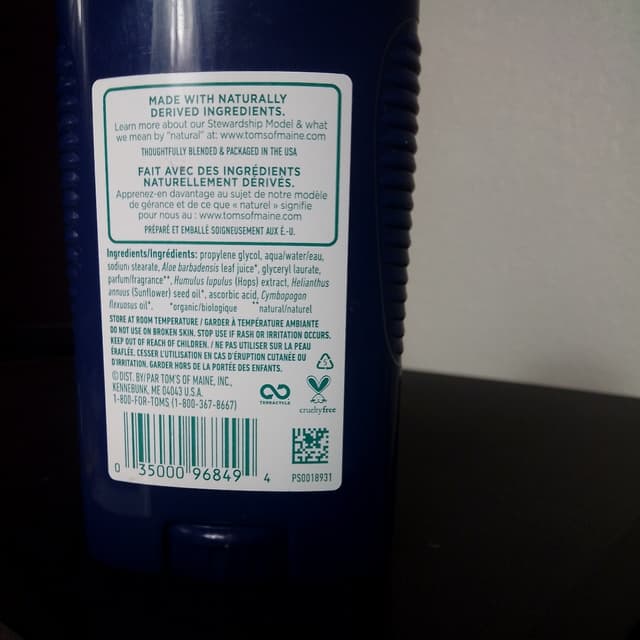 MADE WITH NATURALLY
DERIVED INGREDIENTS.
Learn more about our Stewardship Model & what
we mean by "natural" at: www.tomsofmaine.com
THOUGHTFULLY BLENDED & PACKAGED IN THE USA
FAIT AVEC DES INGRÉDIENTS
NATURELLEMENT DÉRIVÉS.
Apprenez-en davantage au sujet de notre modèle
de gérance et de ce que « naturel » signifie
pour nous au : www.tomsofmaine.com
PRÉPARÉ ET EMBALLÉ SOIGNEUSEMENT AUX É.-U.
Ingredients/Ingrédients: propylene glycol, aqua/water/eau,
sodium stearate, Aloe barbadensis leaf juice*, glyceryl laurate,
parfum/fragrance**, Humulus lupulus (Hops) extract, Helianthus
annuus (Sunflower) seed oil*, ascorbic acid, Cymbopogon
flexuosus oil*. *organic/biologique **natural/naturel
STORE AT ROOM TEMPERATURE / GARDER À TEMPÉRATURE AMBIANTE
DO NOT USE ON BROKEN SKIN. STOP USE IF RASH OR IRRITATION OCCURS.
KEEP OUT OF REACH OF CHILDREN. / NE PAS UTILISER SUR LA PEAU
ÉRAFLÉE. CESSER L'UTILISATION EN CAS D'ÉRUPTION CUTANÉE OU
D'IRRITATION. GARDER HORS DE LA PORTÉE DES ENFANTS.
© DIST. BY/PAR TOM'S OF MAINE, INC.,
KENNEBUNK, ME 04043 U.S.A.
1-800-FOR-TOMS (1-800-367-8667)
TERRACYCLE
crueltyfree
0 35000 96849 4
PS0018931